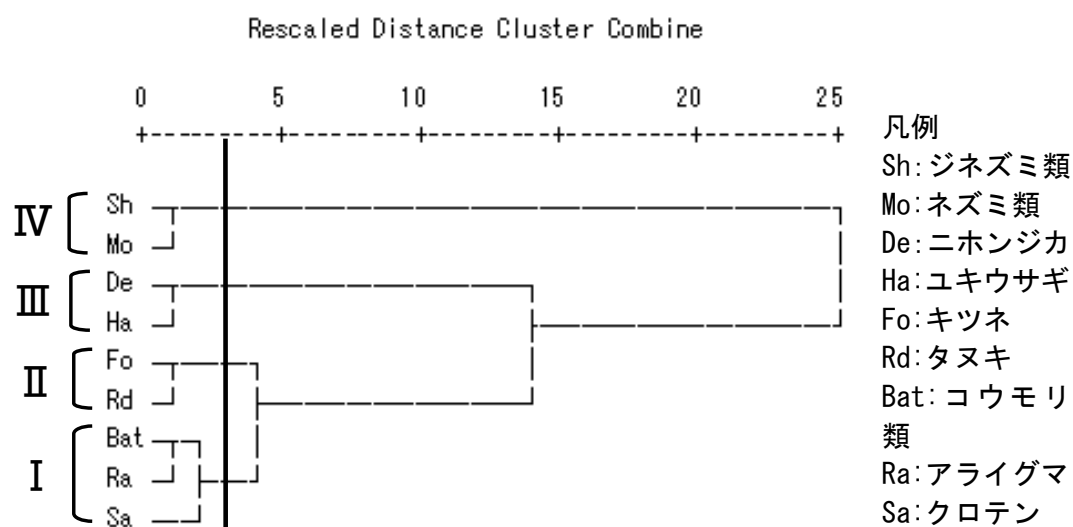 Rescaled Distance Cluster Combine
0 5 10 15 20 25
凡例
Sh:ジネズミ類
Mo:ネズミ類
De:ニホンジカ
Ha:ユキウサギ
Fo:キツネ
Rd:タヌキ
Bat:コウモリ
類
Ra:アライグマ
Sa:クロテン
Ⅳ
Sh
Mo
Ⅲ
De
Ha
Ⅱ
Fo
Rd
Ⅰ
Bat
Ra
Sa